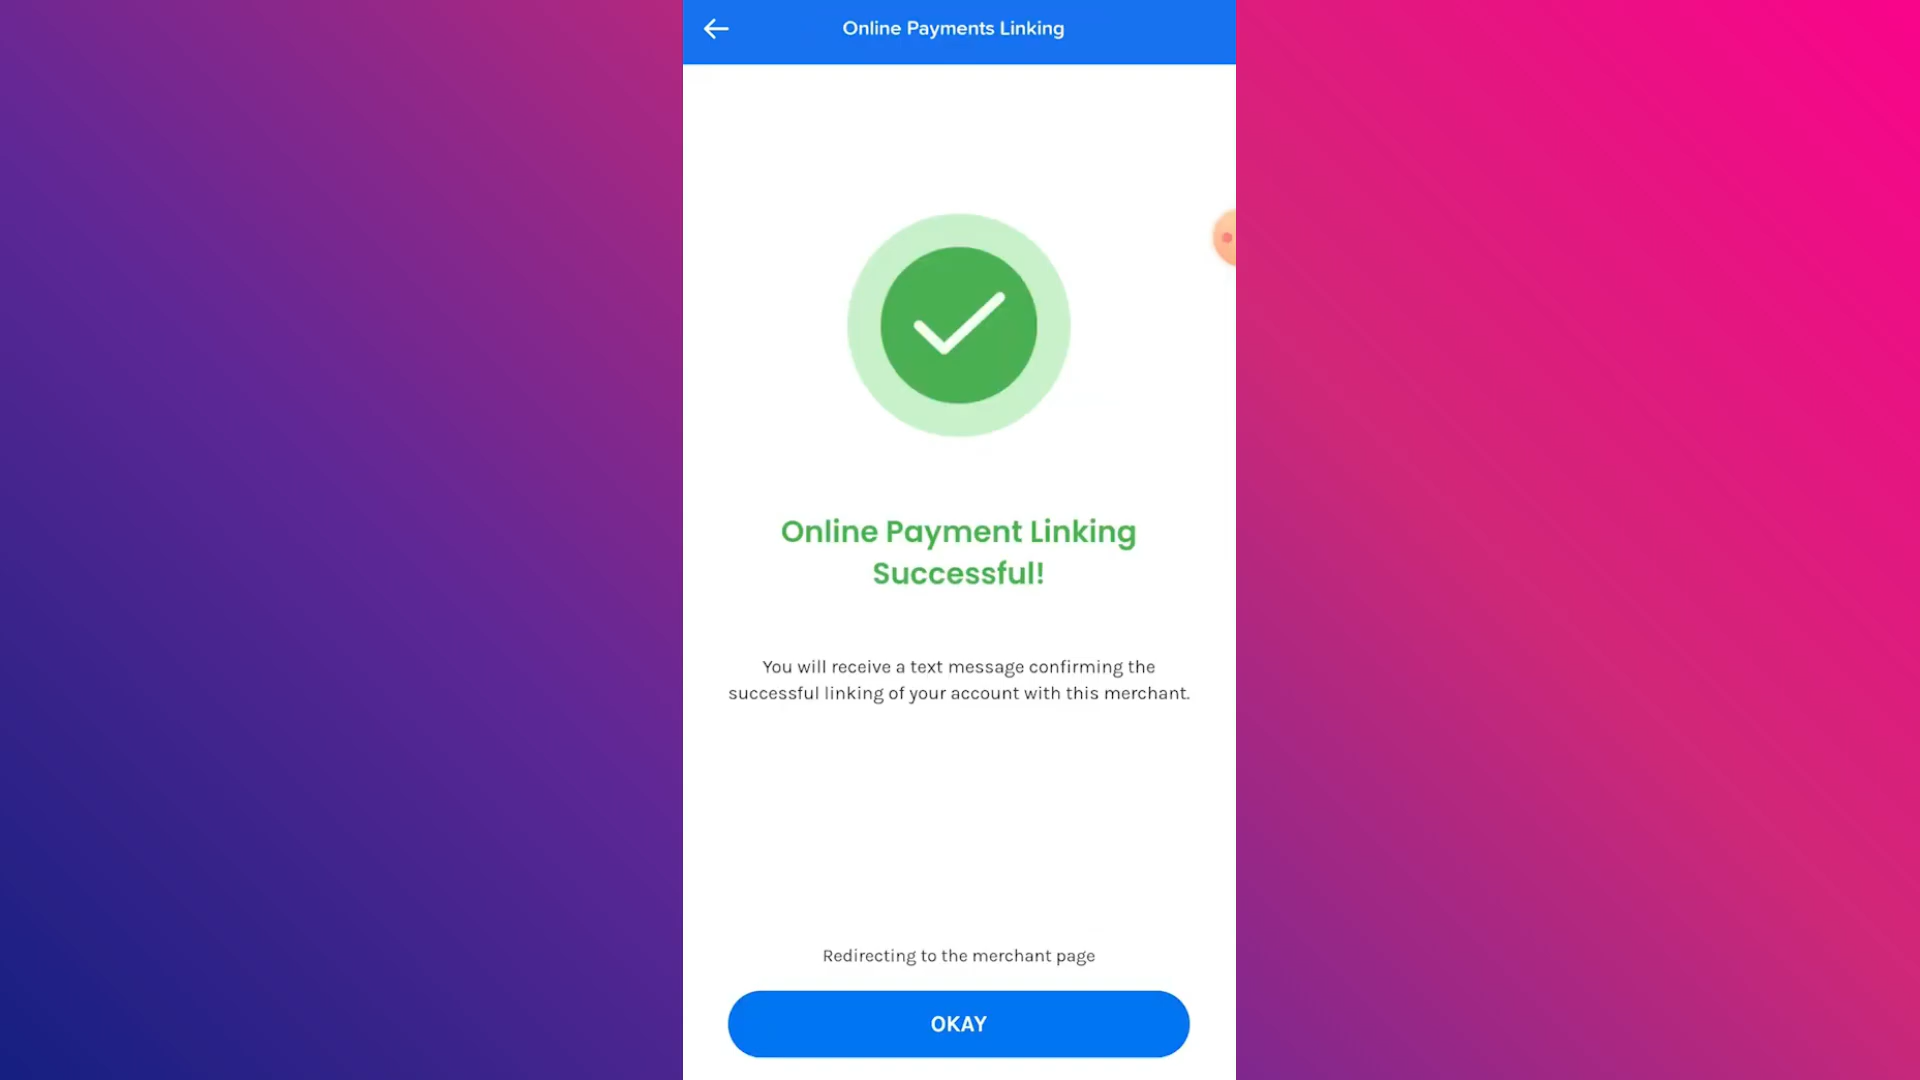 Online Payments Linking
Online Payment Linking
Successful!
You will receive a text message confirming the
successful linking of your account with this merchant.
Redirecting to the merchant page
OKAY